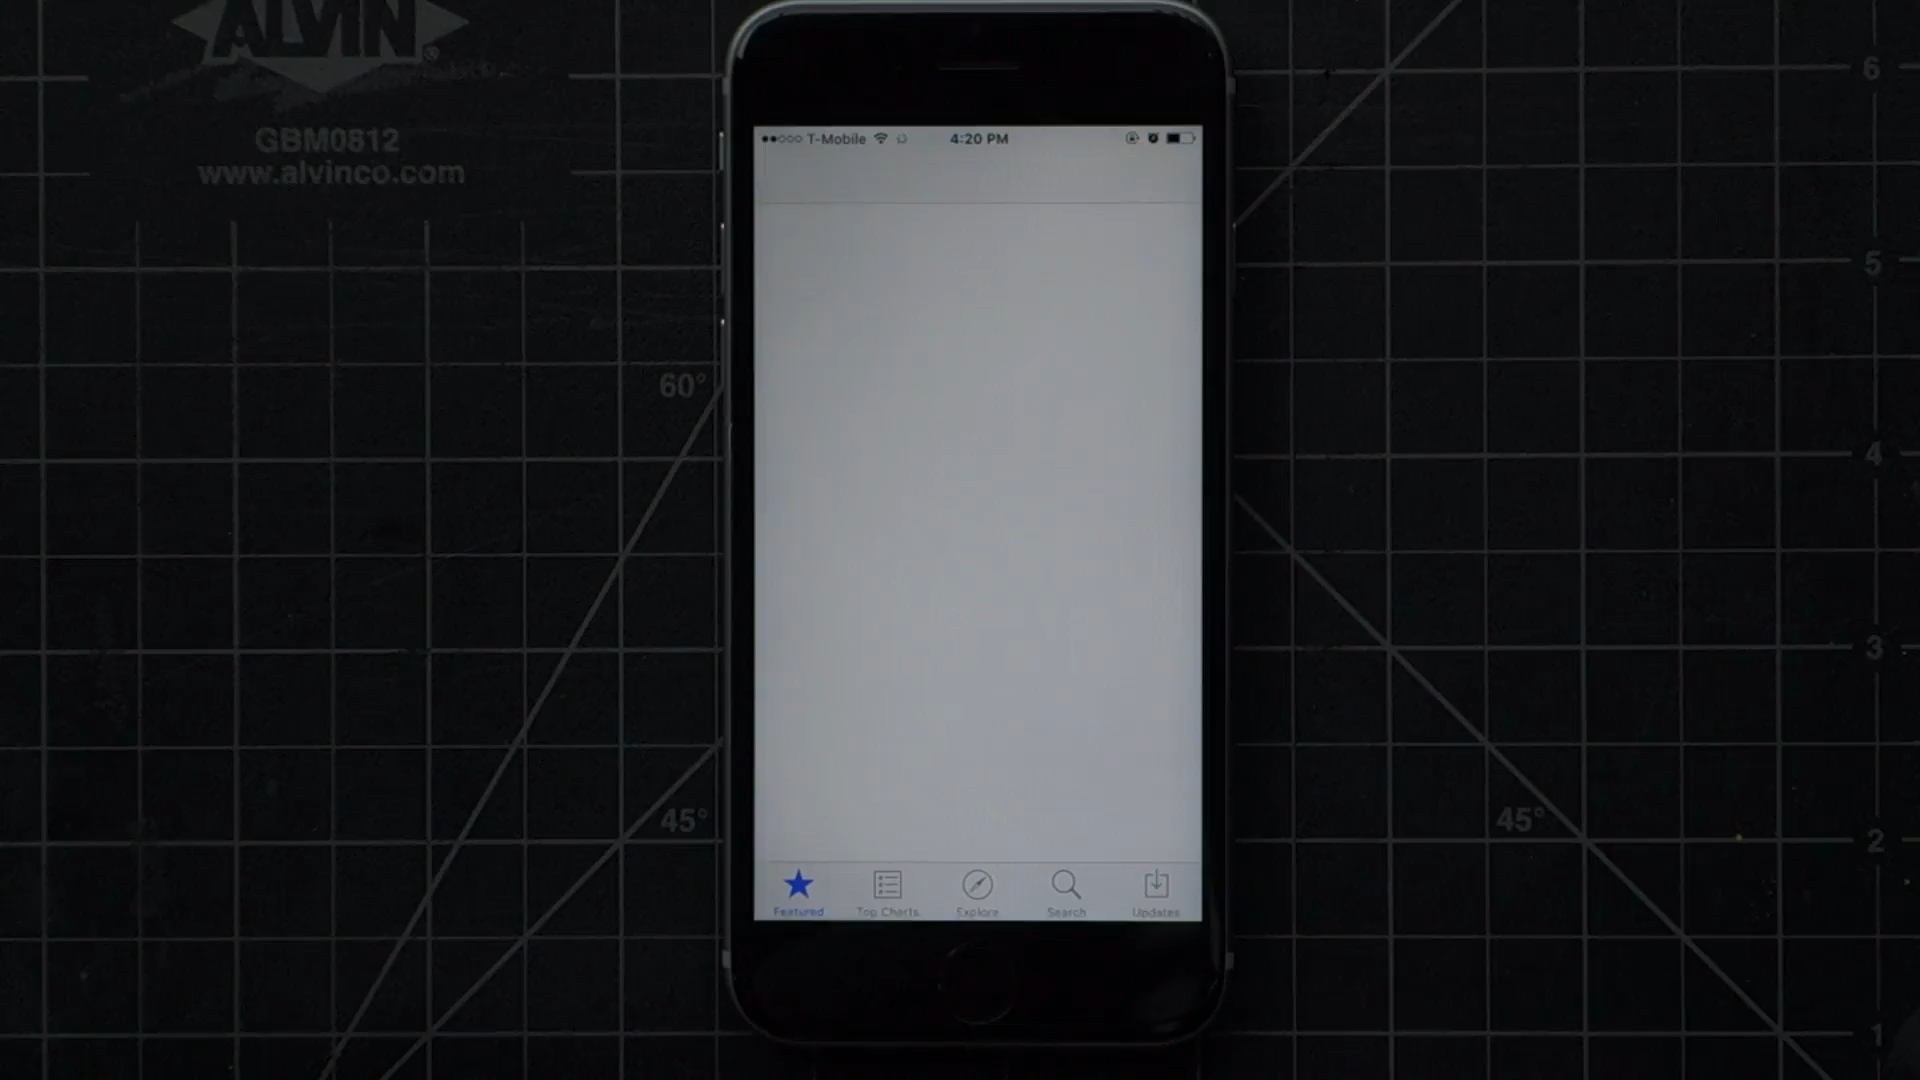 ALVIN®
GBM0812
www.alvinco.com
T-Mobile 4:20 PM
60°
45°
45°
6
5
4
3
2
1
Featured Top Charts Explore Search Updates